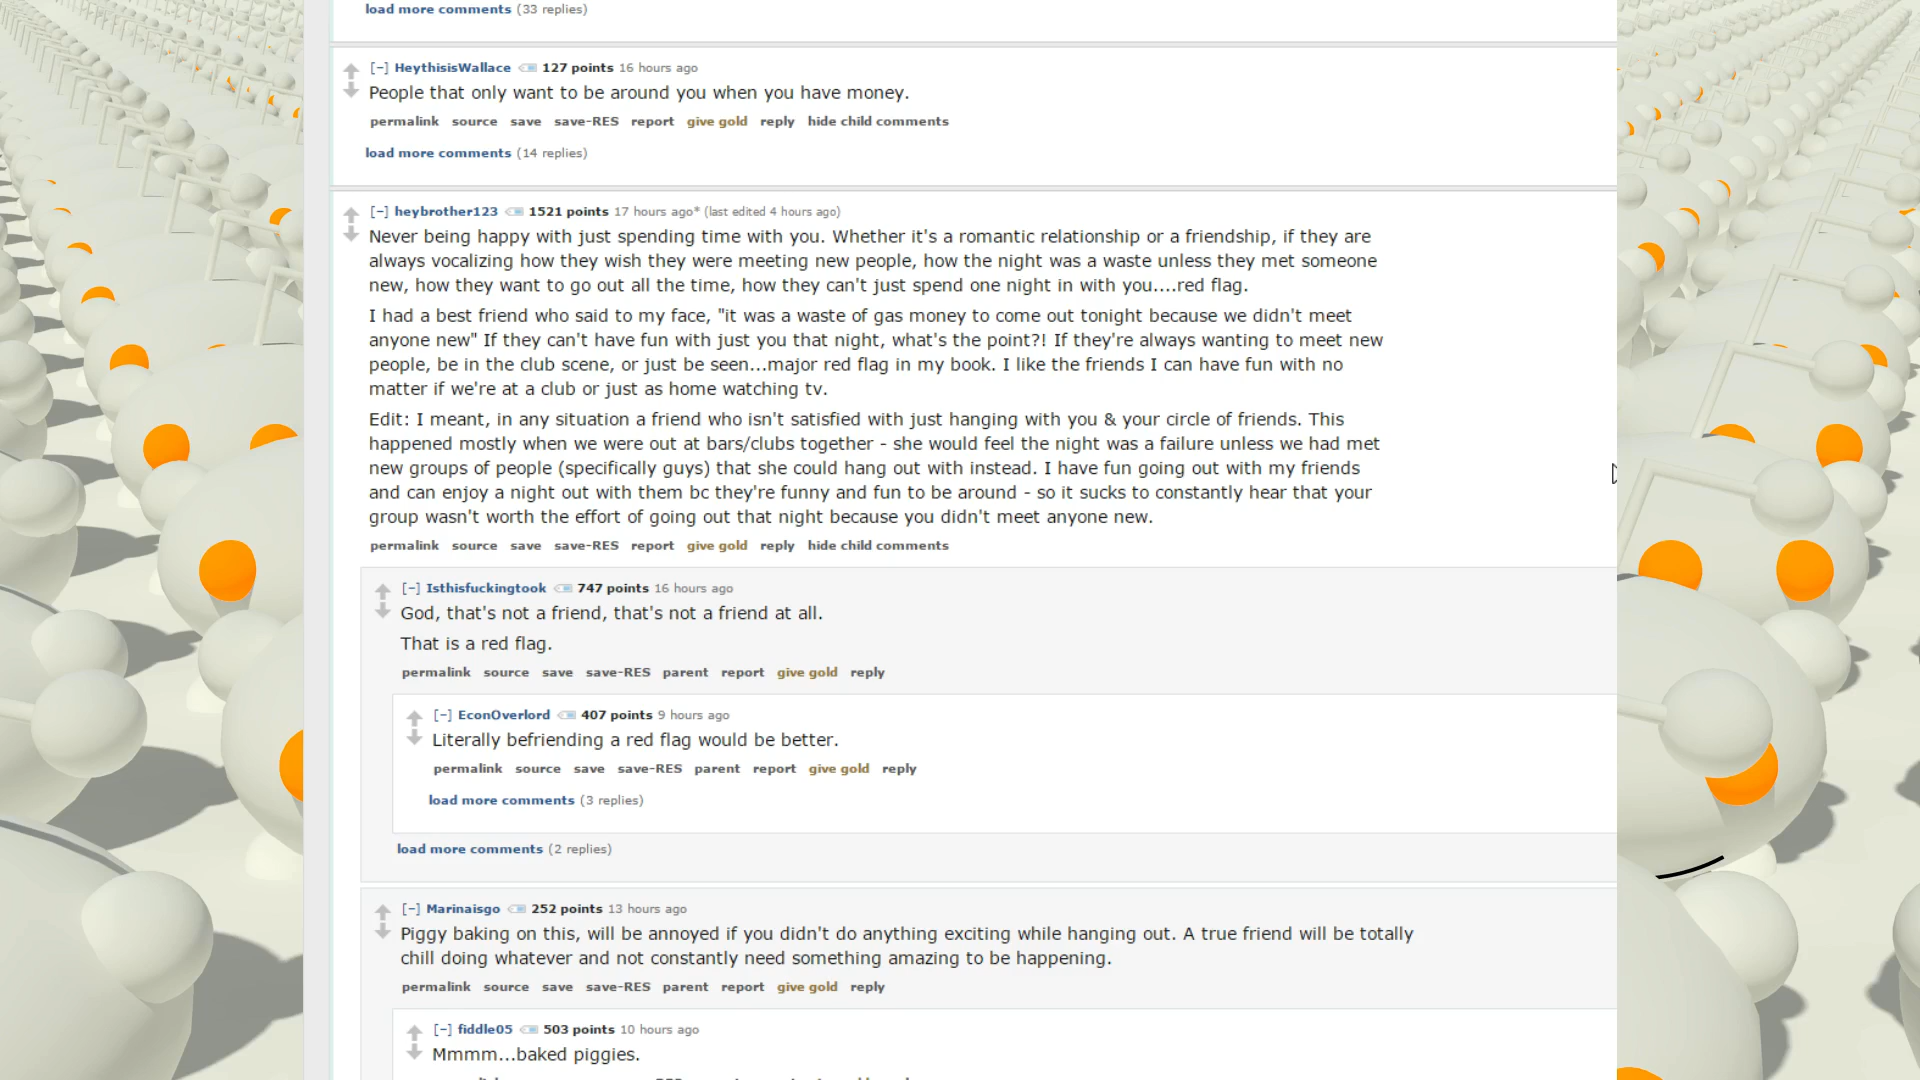 load more comments (33 replies)
[–] HeythisisWallace 127 points 16 hours ago
People that only want to be around you when you have money.
permalink source save save-RES report give gold reply hide child comments
load more comments (14 replies)
[–] heybrother123 1521 points 17 hours ago* (last edited 4 hours ago)
Never being happy with just spending time with you. Whether it's a romantic relationship or a friendship, if they are
always vocalizing how they wish they were meeting new people, how the night was a waste unless they met someone
new, how they want to go out all the time, how they can't just spend one night in with you....red flag.
I had a best friend who said to my face, "it was a waste of gas money to come out tonight because we didn't meet
anyone new" If they can't have fun with just you that night, what's the point?! If they're always wanting to meet new
people, be in the club scene, or just be seen...major red flag in my book. I like the friends I can have fun with no
matter if we're at a club or just as home watching tv.
Edit: I meant, in any situation a friend who isn't satisfied with just hanging with you & your circle of friends. This
happened mostly when we were out at bars/clubs together - she would feel the night was a failure unless we had met
new groups of people (specifically guys) that she could hang out with instead. I have fun going out with my friends
and can enjoy a night out with them bc they're funny and fun to be around - so it sucks to constantly hear that your
group wasn't worth the effort of going out that night because you didn't meet anyone new.
permalink source save save-RES report give gold reply hide child comments
[–] Isthisfuckingtook 747 points 16 hours ago
God, that's not a friend, that's not a friend at all.
That is a red flag.
permalink source save save-RES parent report give gold reply
[–] EconOverlord 407 points 9 hours ago
Literally befriending a red flag would be better.
permalink source save save-RES parent report give gold reply
load more comments (3 replies)
load more comments (2 replies)
[–] Marinaisgo 252 points 13 hours ago
Piggy baking on this, will be annoyed if you didn't do anything exciting while hanging out. A true friend will be totally
chill doing whatever and not constantly need something amazing to be happening.
permalink source save save-RES parent report give gold reply
[–] fiddle05 503 points 10 hours ago
Mmmm...baked piggies.